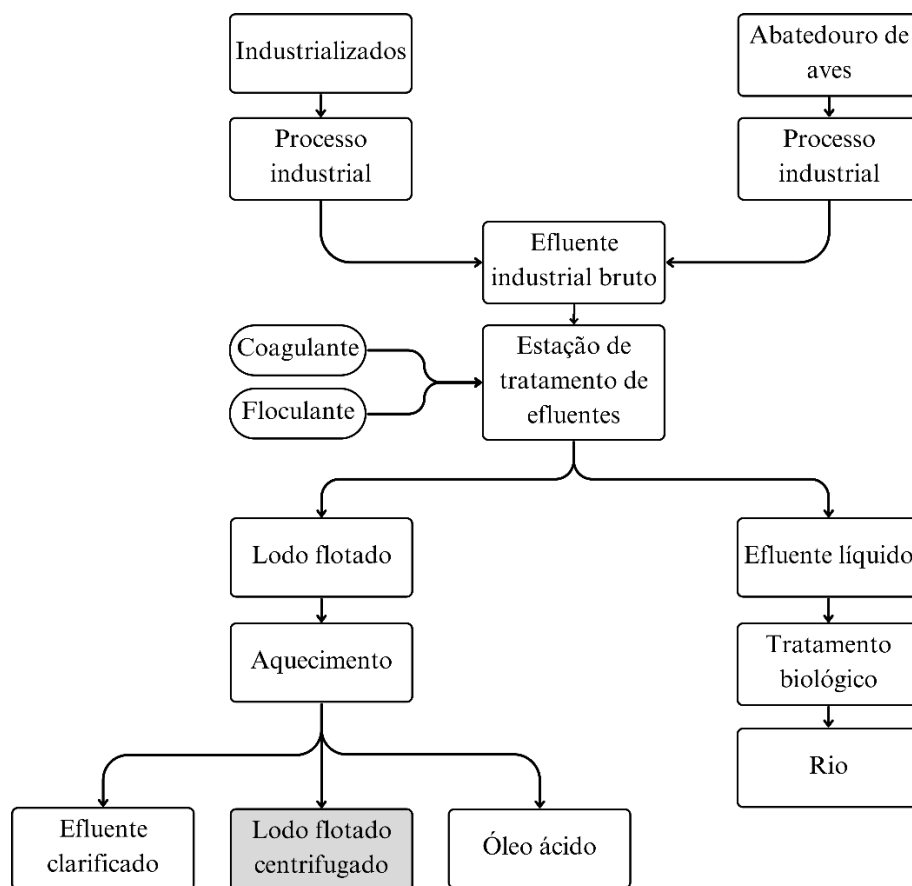 Industrializados
Abatedouro de
aves
Processo
industrial
Processo
industrial
Efluente
industrial bruto
Coagulante
Floculante
Estação de
tratamento de
efluentes
Lodo flotado
Efluente líquido
Aquecimento
Tratamento
biológico
Rio
Efluente
clarificado
Lodo flotado
centrifugado
Óleo ácido